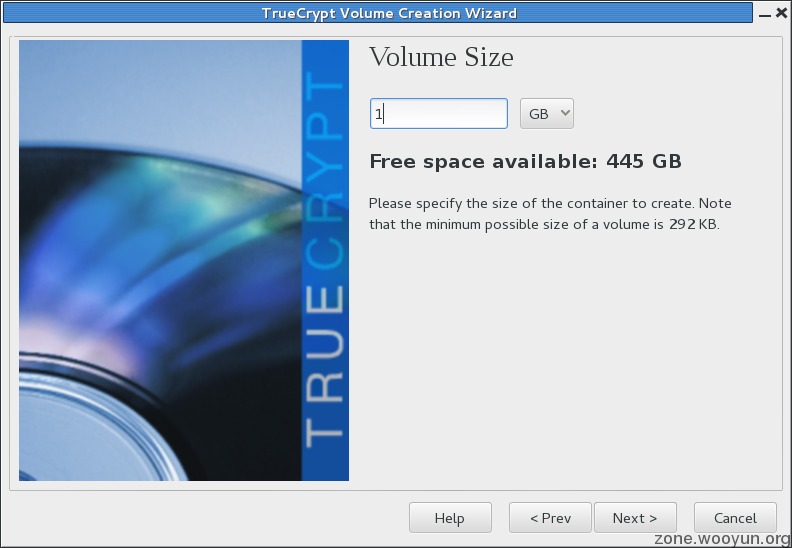 TrueCrypt Volume Creation Wizard
TRUECRYPT
Volume Size
1
GB
Free space available: 445 GB
Please specify the size of the container to create. Note
that the minimum possible size of a volume is 292 KB.
Help
< Prev
Next >
Cancel
zone.wooyun.org